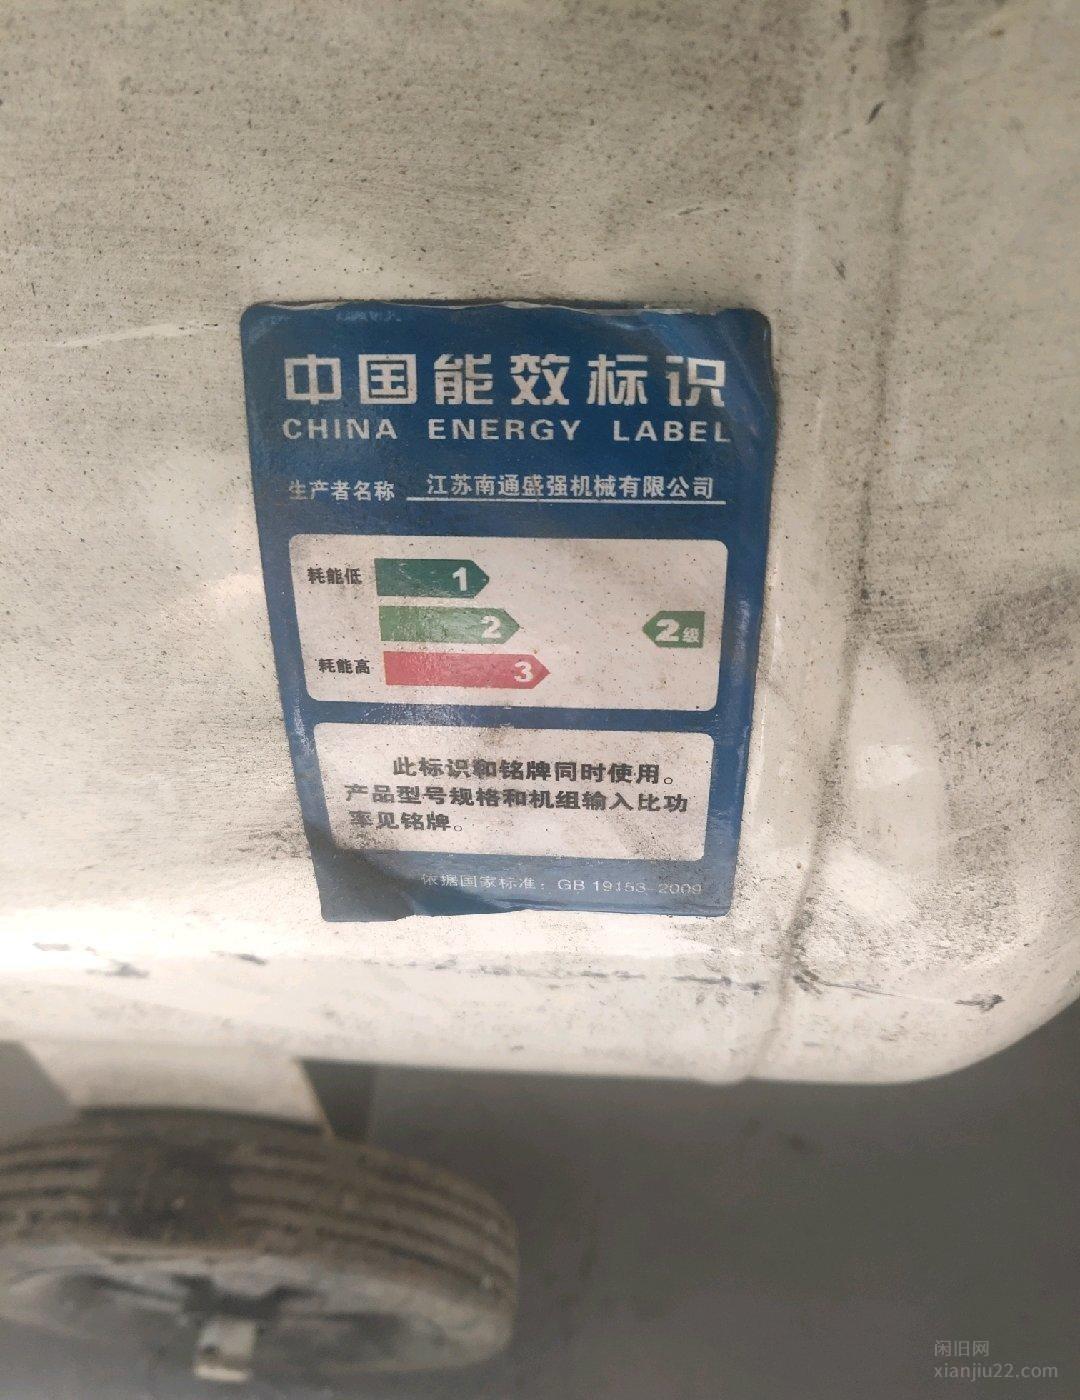 中国能效标识
CHINA ENERGY LABEL
生产者名称 江苏南通盛强机械有限公司
耗能低 1
2 2级
耗能高 3
此标识和铭牌同时使用。
产品型号规格和机组输入比功
率见铭牌。
依据国家标准：GB 19153-2009
闲旧网
xianjiu22.com